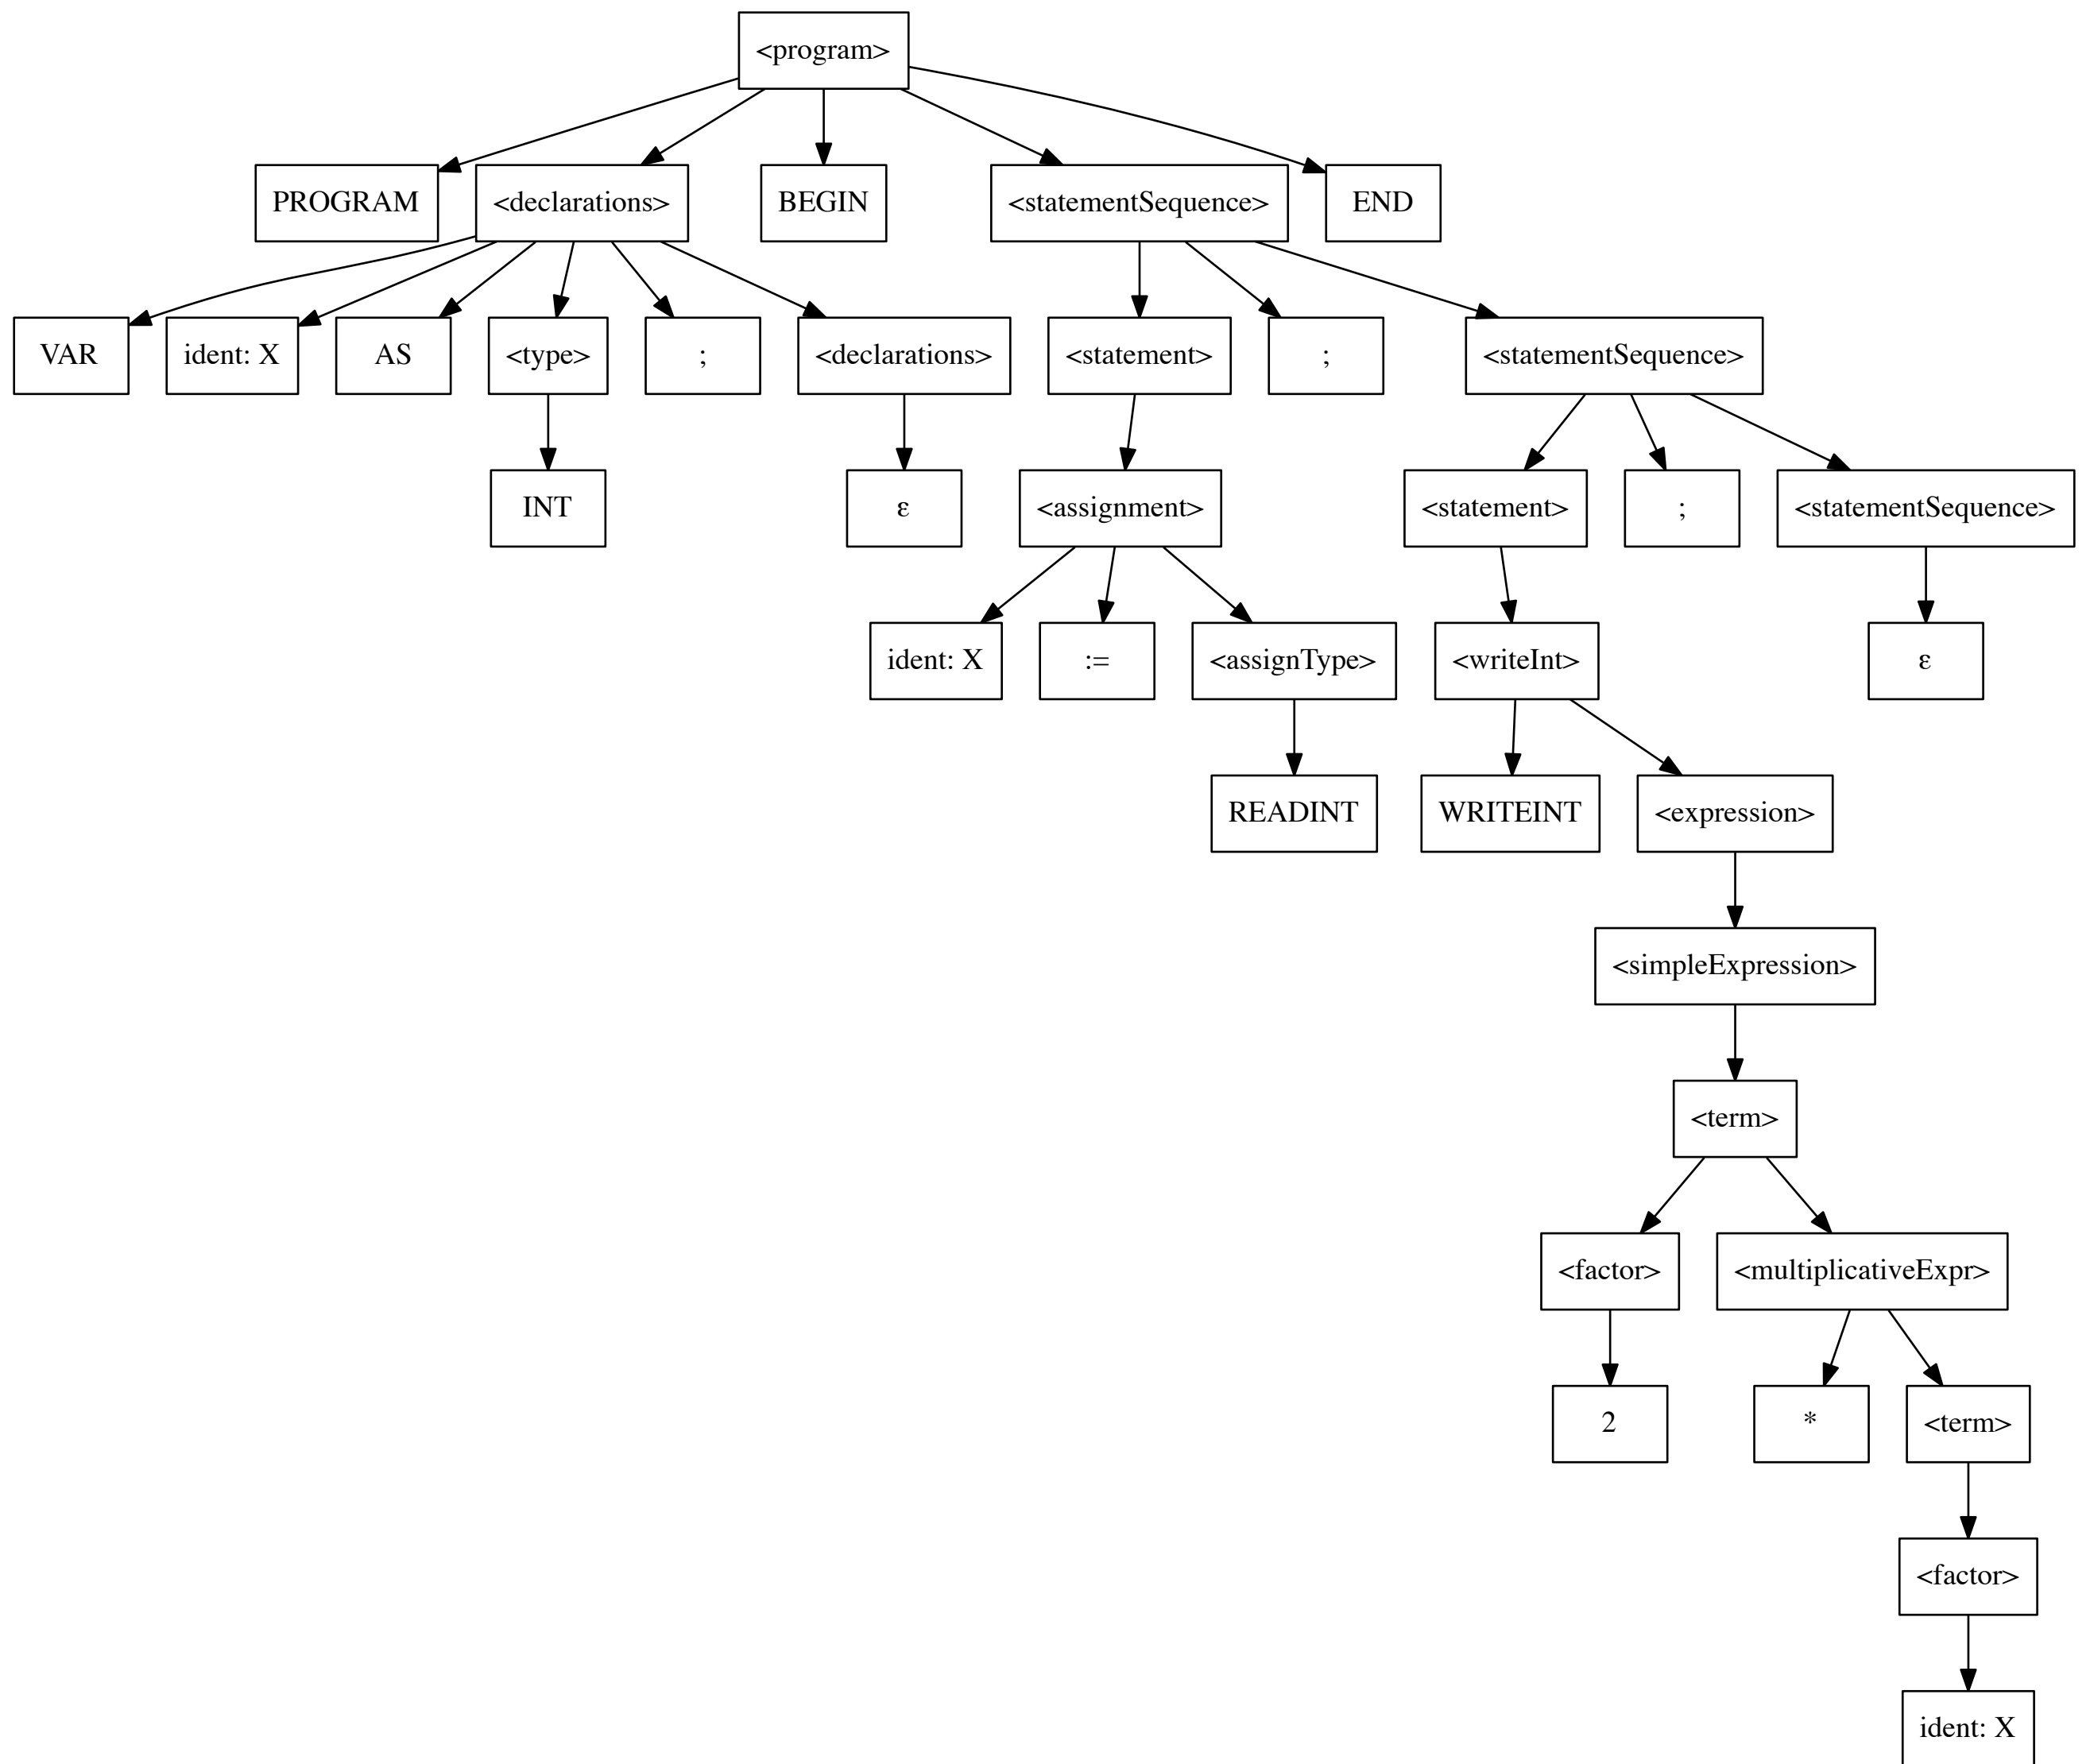 <program>
PROGRAM
<declarations>
BEGIN
<statementSequence>
END
VAR
ident: X
AS
<type>
;
<declarations>
<statement>
;
<statementSequence>
INT
ε
<assignment>
<statement>
;
<statementSequence>
ident: X
:=
<assignType>
<writeInt>
ε
READINT
WRITEINT
<expression>
<simpleExpression>
<term>
<factor>
<multiplicativeExpr>
2
*
<term>
<factor>
ident: X